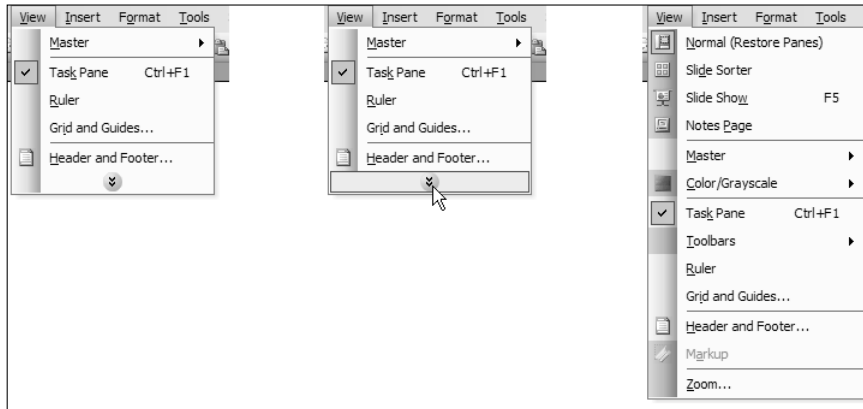 View Insert Format Tools
Master
Task Pane Ctrl+F1
Ruler
Grid and Guides...
Header and Footer...
View Insert Format Tools
Master
Task Pane Ctrl+F1
Ruler
Grid and Guides...
Header and Footer...
View Insert Format Tools
Normal (Restore Panes)
Slide Sorter
Slide Show F5
Notes Page
Master
Color/Grayscale
Task Pane Ctrl+F1
Toolbars
Ruler
Grid and Guides...
Header and Footer...
Markup
Zoom...